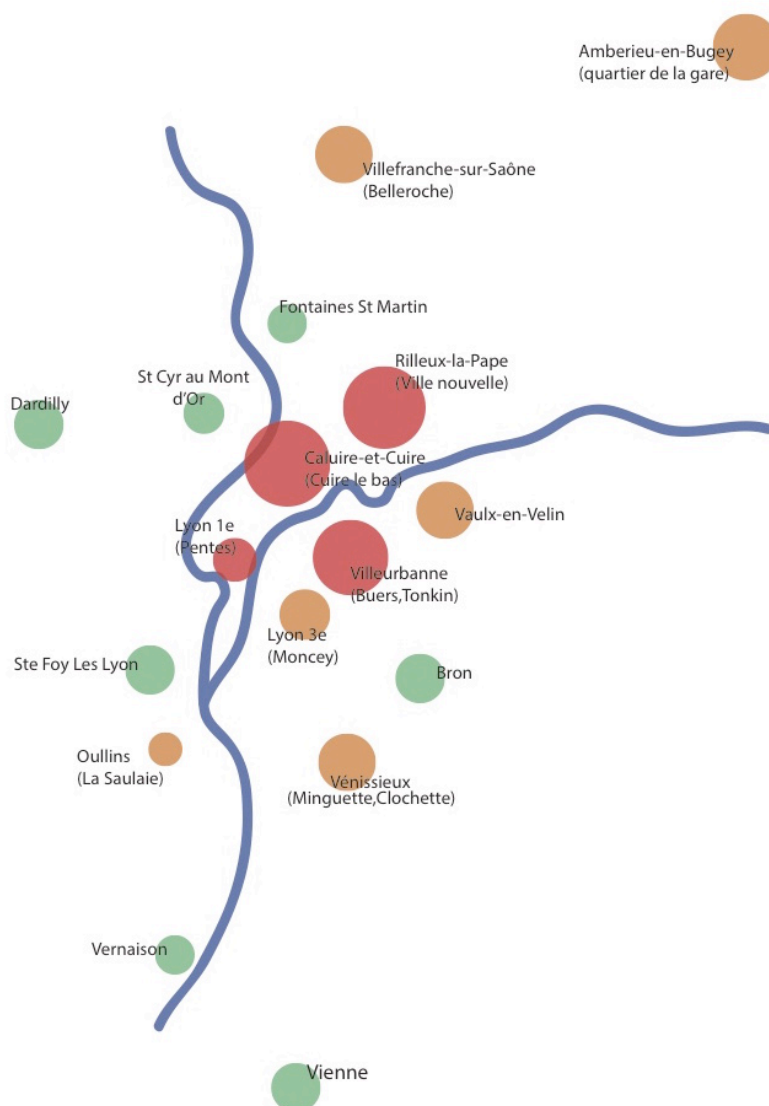 Amberieu-en-Bugey
(quartier de la gare)
Villefranche-sur-Saône
(Belleroche)
Fontaines St Martin
Rilleux-la-Pape
(Ville nouvelle)
St Cyr au Mont
d'Or
Dardilly
Caluire-et-Cuire
(Cuire le bas)
Vaulx-en-Velin
Lyon 1e
(Pentes)
Villeurbanne
(Buers,Tonkin)
Lyon 3e
(Moncey)
Ste Foy Les Lyon
Bron
Oullins
(La Saulaie)
Vénissieux
(Minguette,Clochette)
Vernaison
Vienne